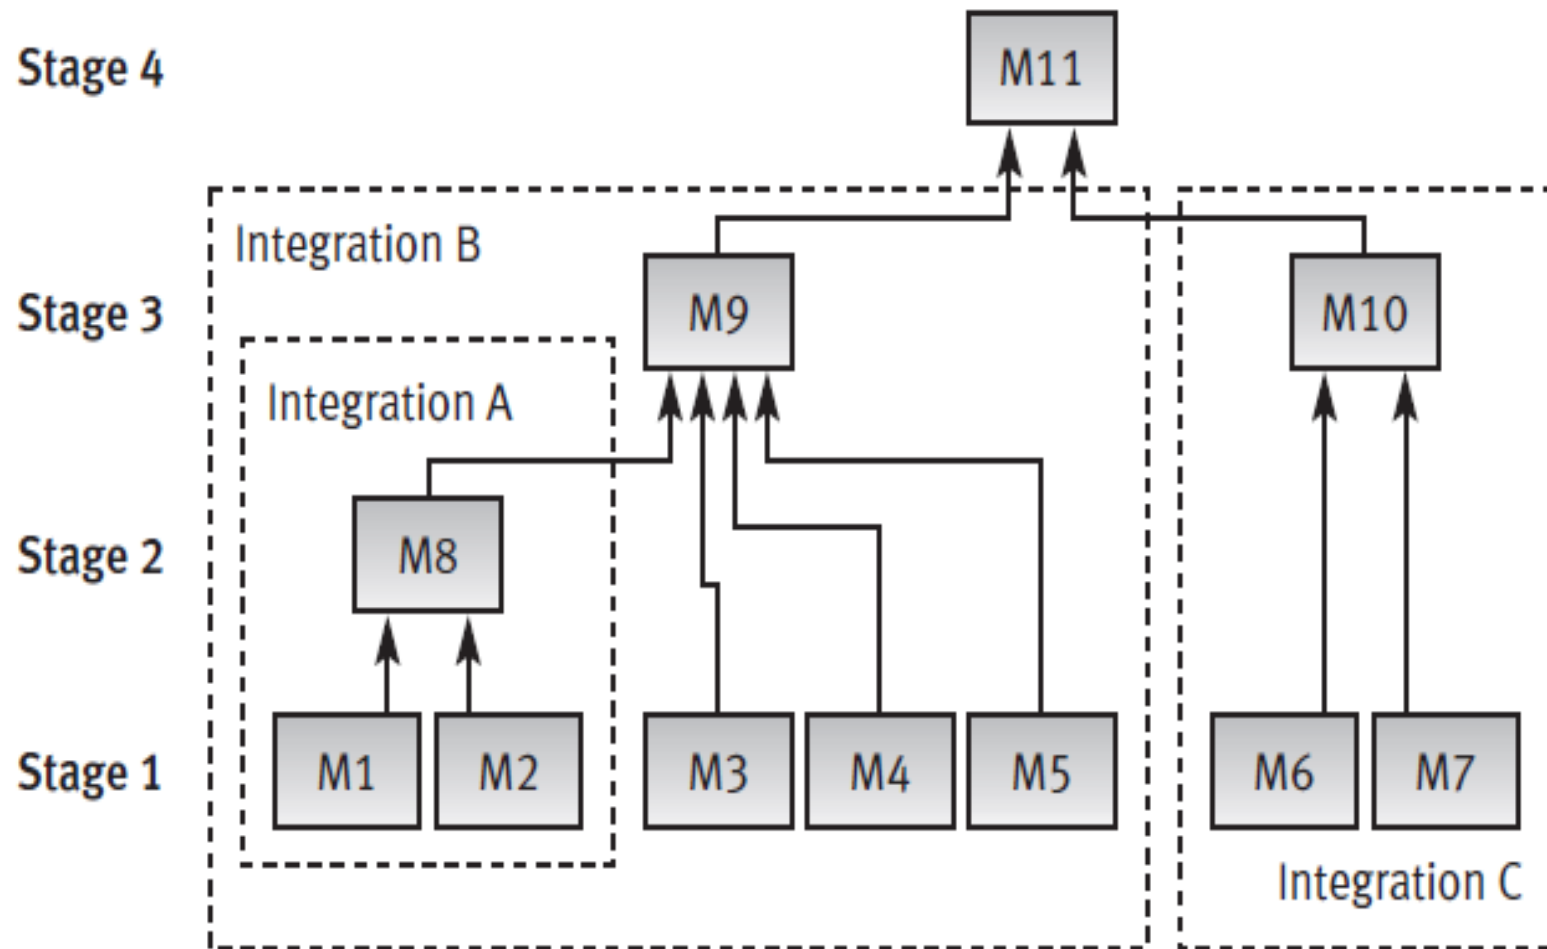 Stage 4
M11
Integration B
Stage 3
M9
M10
Integration A
Stage 2
M8
Stage 1
M1
M2
M3
M4
M5
M6
M7
Integration C